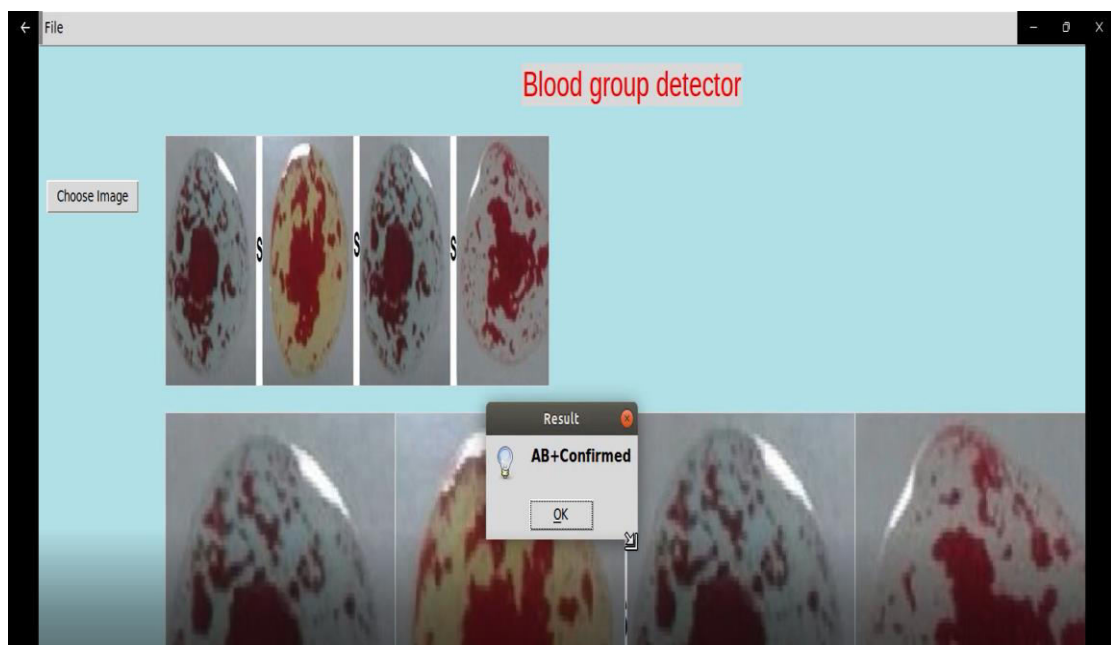 File
Blood group detector
Choose Image
S S S
Result
AB+Confirmed
OK